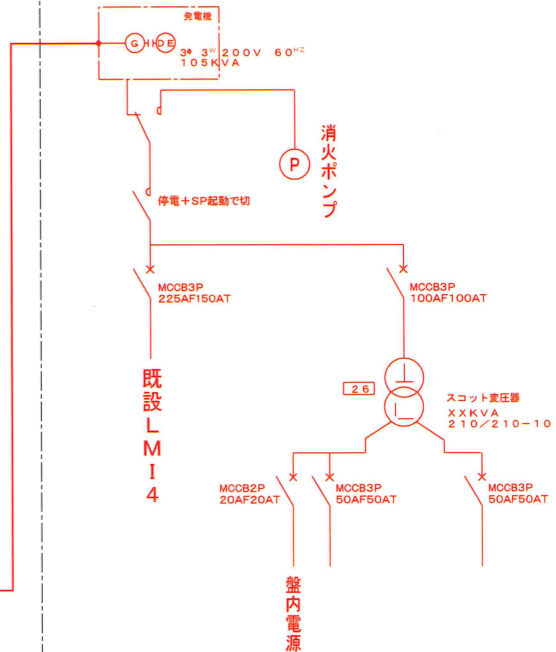 発電機
G
DE
3Φ 3W 200V 60HZ
105KVA
消火ポンプ
P
停電+SP起動で切
MCCB3P
225AF150AT
MCCB3P
100AF100AT
既設LMI4
26
スコット変圧器
XXKVA
210/210-10
MCCB2P
20AF20AT
MCCB3P
50AF50AT
MCCB3P
50AF50AT
盤内電源